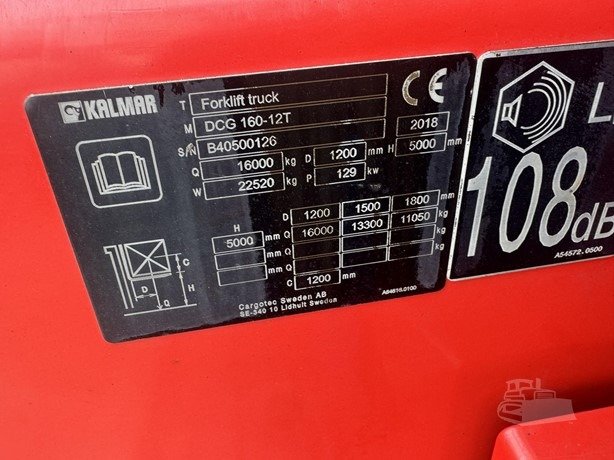 KALMAR T Forklift truck CE
M DCG 160-12T 2018
S/N B40500126
Q 16000 kg D 1200 mm H 5000 mm
W 22520 kg P 129 kw
D 1200 1500 1800 mm
H 5000 mm Q 16000 13300 11050 kg
mm Q kg
mm Q kg
C 1200 mm
C
D H
Q
Cargotec Sweden AB
SE-340 10 Lidhult Sweden
A54616.0100
108dB
A54572.0500